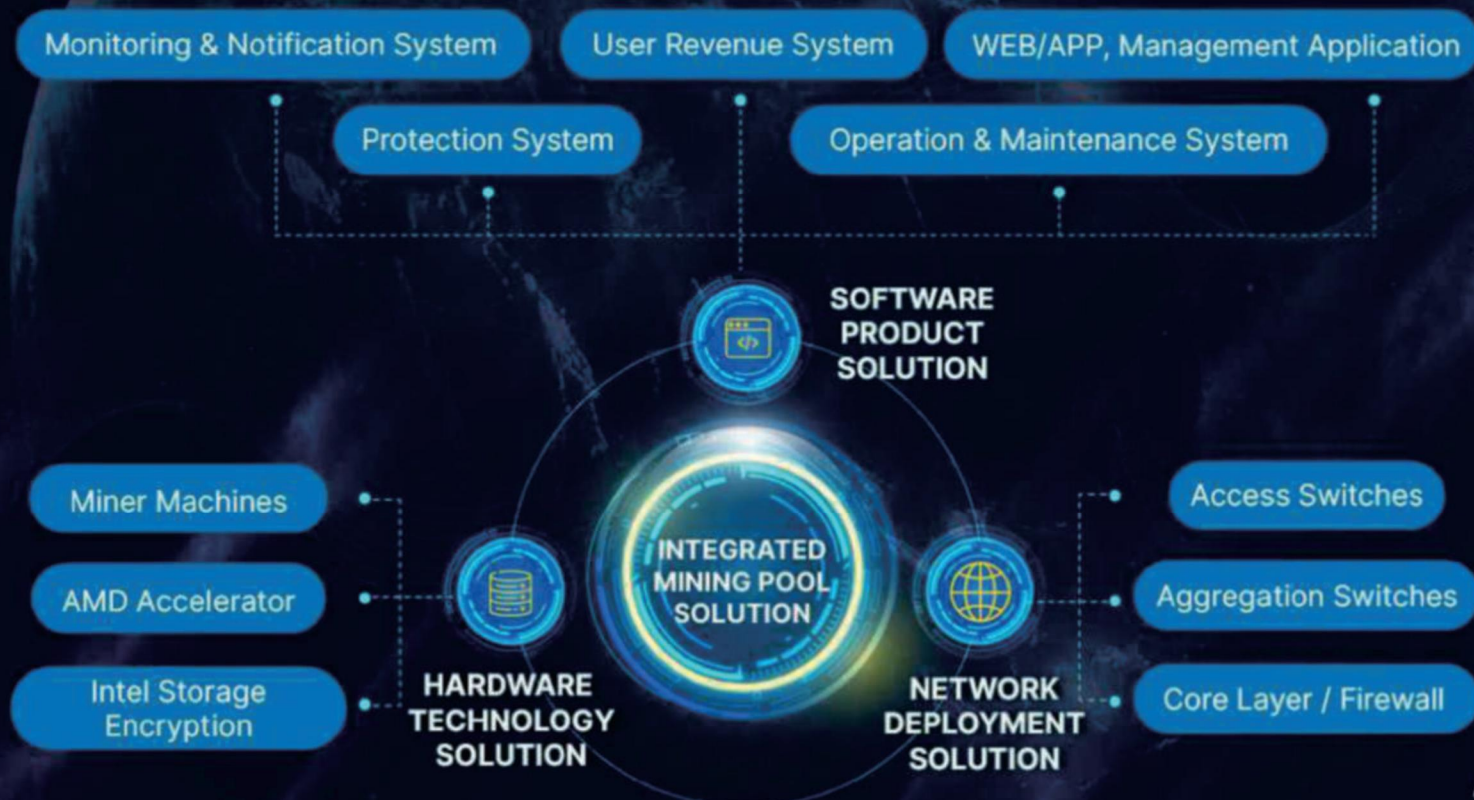 Monitoring & Notification System
User Revenue System
WEB/APP, Management Application
Protection System
Operation & Maintenance System
SOFTWARE
PRODUCT
SOLUTION
Miner Machines
AMD Accelerator
Intel Storage
Encryption
HARDWARE
TECHNOLOGY
SOLUTION
INTEGRATED
MINING POOL
SOLUTION
Access Switches
Aggregation Switches
Core Layer / Firewall
NETWORK
DEPLOYMENT
SOLUTION